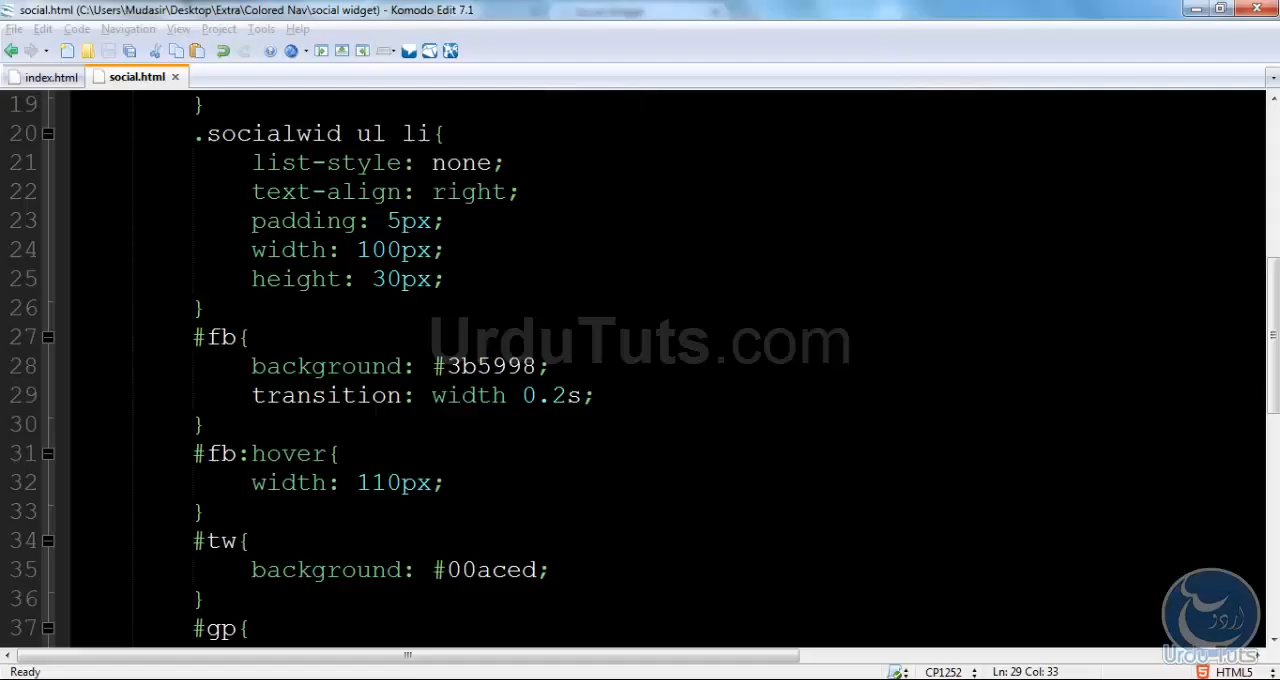 social.html (C:\Users\Mudasir\Desktop\Extra\Colored Nav\social widget) - Komodo Edit 7.1
File Edit Code Navigation View Project Tools Help
index.html social.html
19 }
20 .socialwid ul li{
21 list-style: none;
22 text-align: right;
23 padding: 5px;
24 width: 100px;
25 height: 30px;
26 }
27 #fb{
28 background: #3b5998;
29 transition: width 0.2s;
30 }
31 #fb:hover{
32 width: 110px;
33 }
34 #tw{
35 background: #00aced;
36 }
37 #gp{
UrduTuts.com
اردو
Urdu Tuts
Ready CP1252 Ln: 29 Col: 33 HTML5